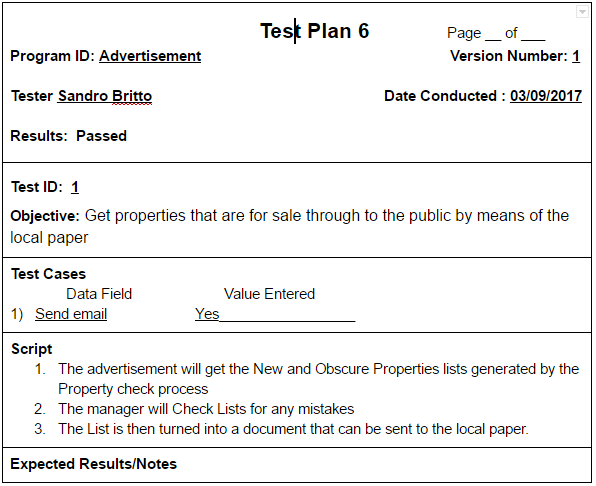 Test Plan 6 Page __ of ___
Program ID: Advertisement Version Number: 1
Tester Sandro Britto Date Conducted : 03/09/2017
Results: Passed
Test ID: 1
Objective: Get properties that are for sale through to the public by means of the
local paper
Test Cases
Data Field Value Entered
1) Send email Yes_________________
Script
1. The advertisement will get the New and Obscure Properties lists generated by the
Property check process
2. The manager will Check Lists for any mistakes
3. The List is then turned into a document that can be sent to the local paper.
Expected Results/Notes